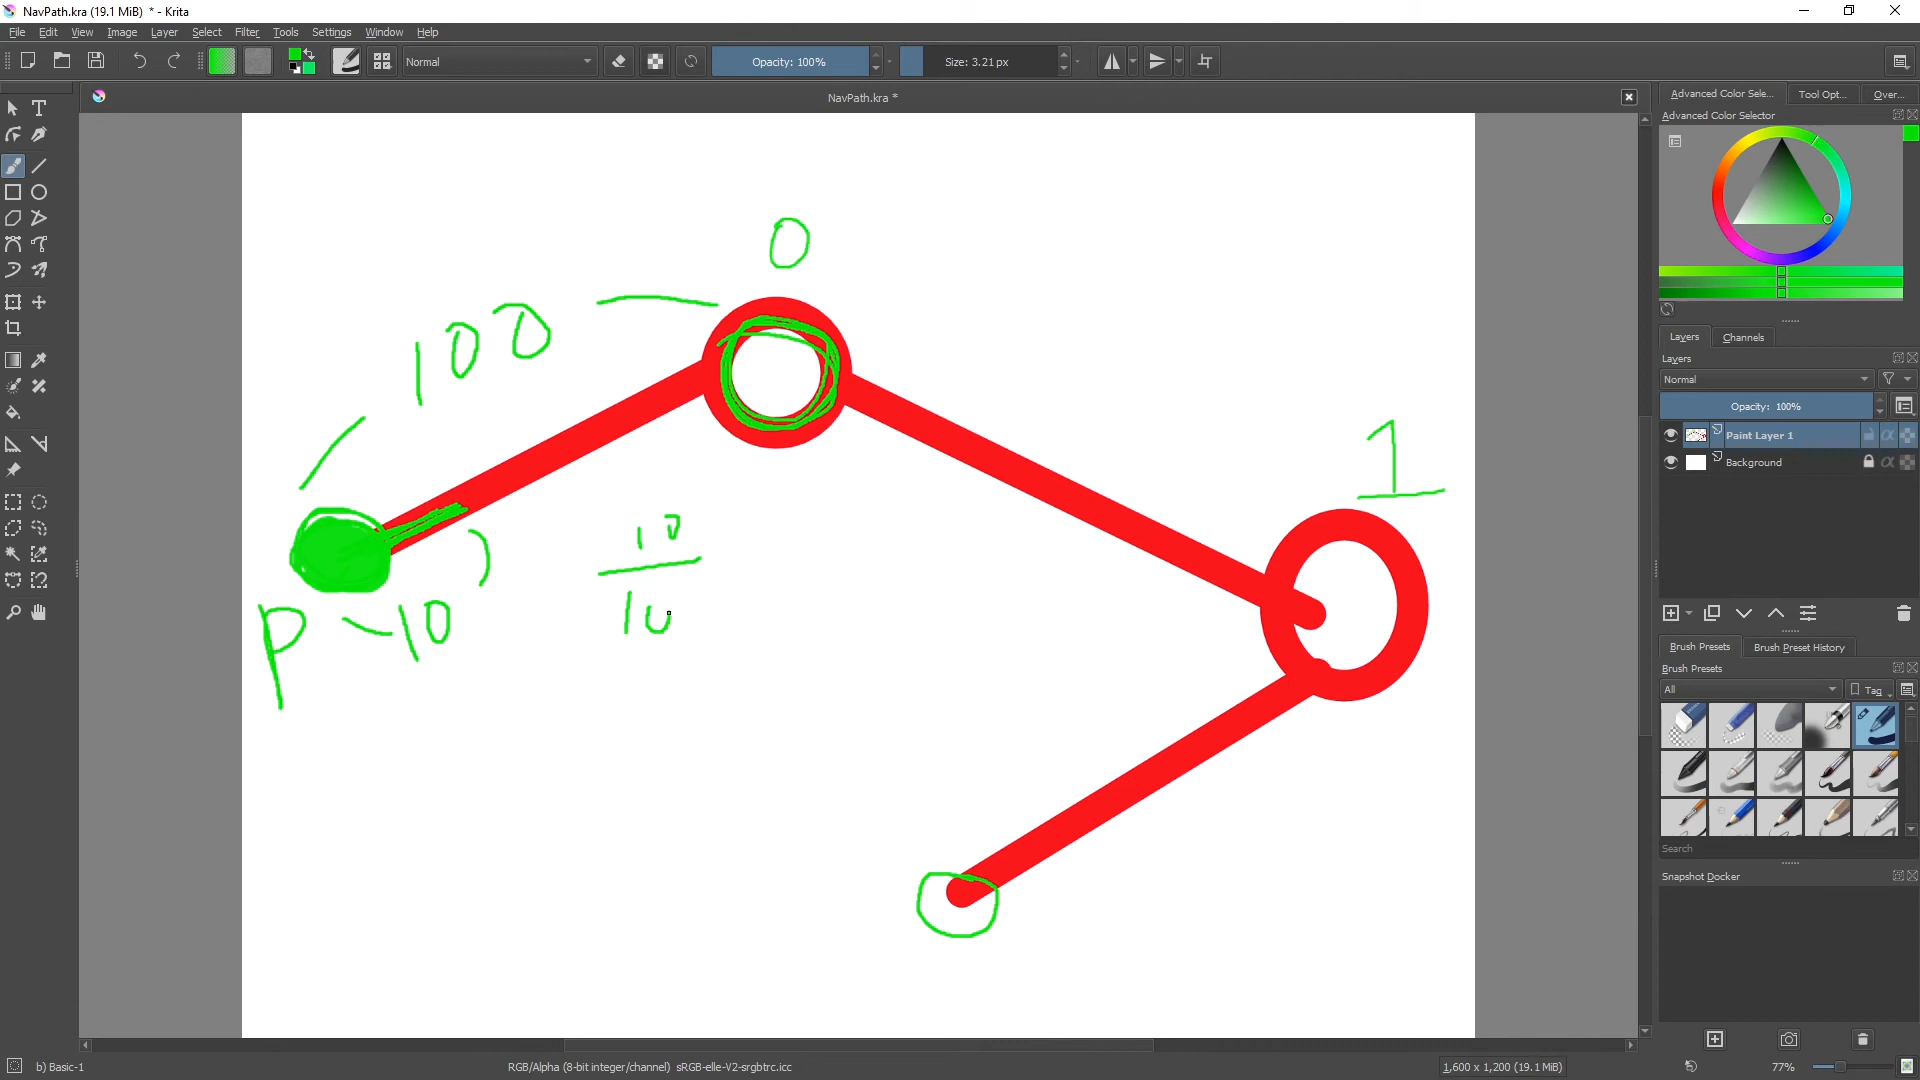 NavPath.kra (19.1 MiB) * - Krita
File Edit View Image Layer Select Filter Tools Settings Window Help
Normal
Opacity: 100%
Size: 3.21 px
NavPath.kra *
Advanced Color Sele... Tool Opt... Over...
Advanced Color Selector
0
100
1
10
10
P
10
Layers Channels
Layers
Normal
Opacity: 100%
Paint Layer 1
Background
Brush Presets Brush Preset History
Brush Presets
All
Tag
Search
Snapshot Docker
b) Basic-1
RGB/Alpha (8-bit integer/channel) sRGB-elle-V2-srgbtrc.icc
1,600 x 1,200 (19.1 MiB)
77%